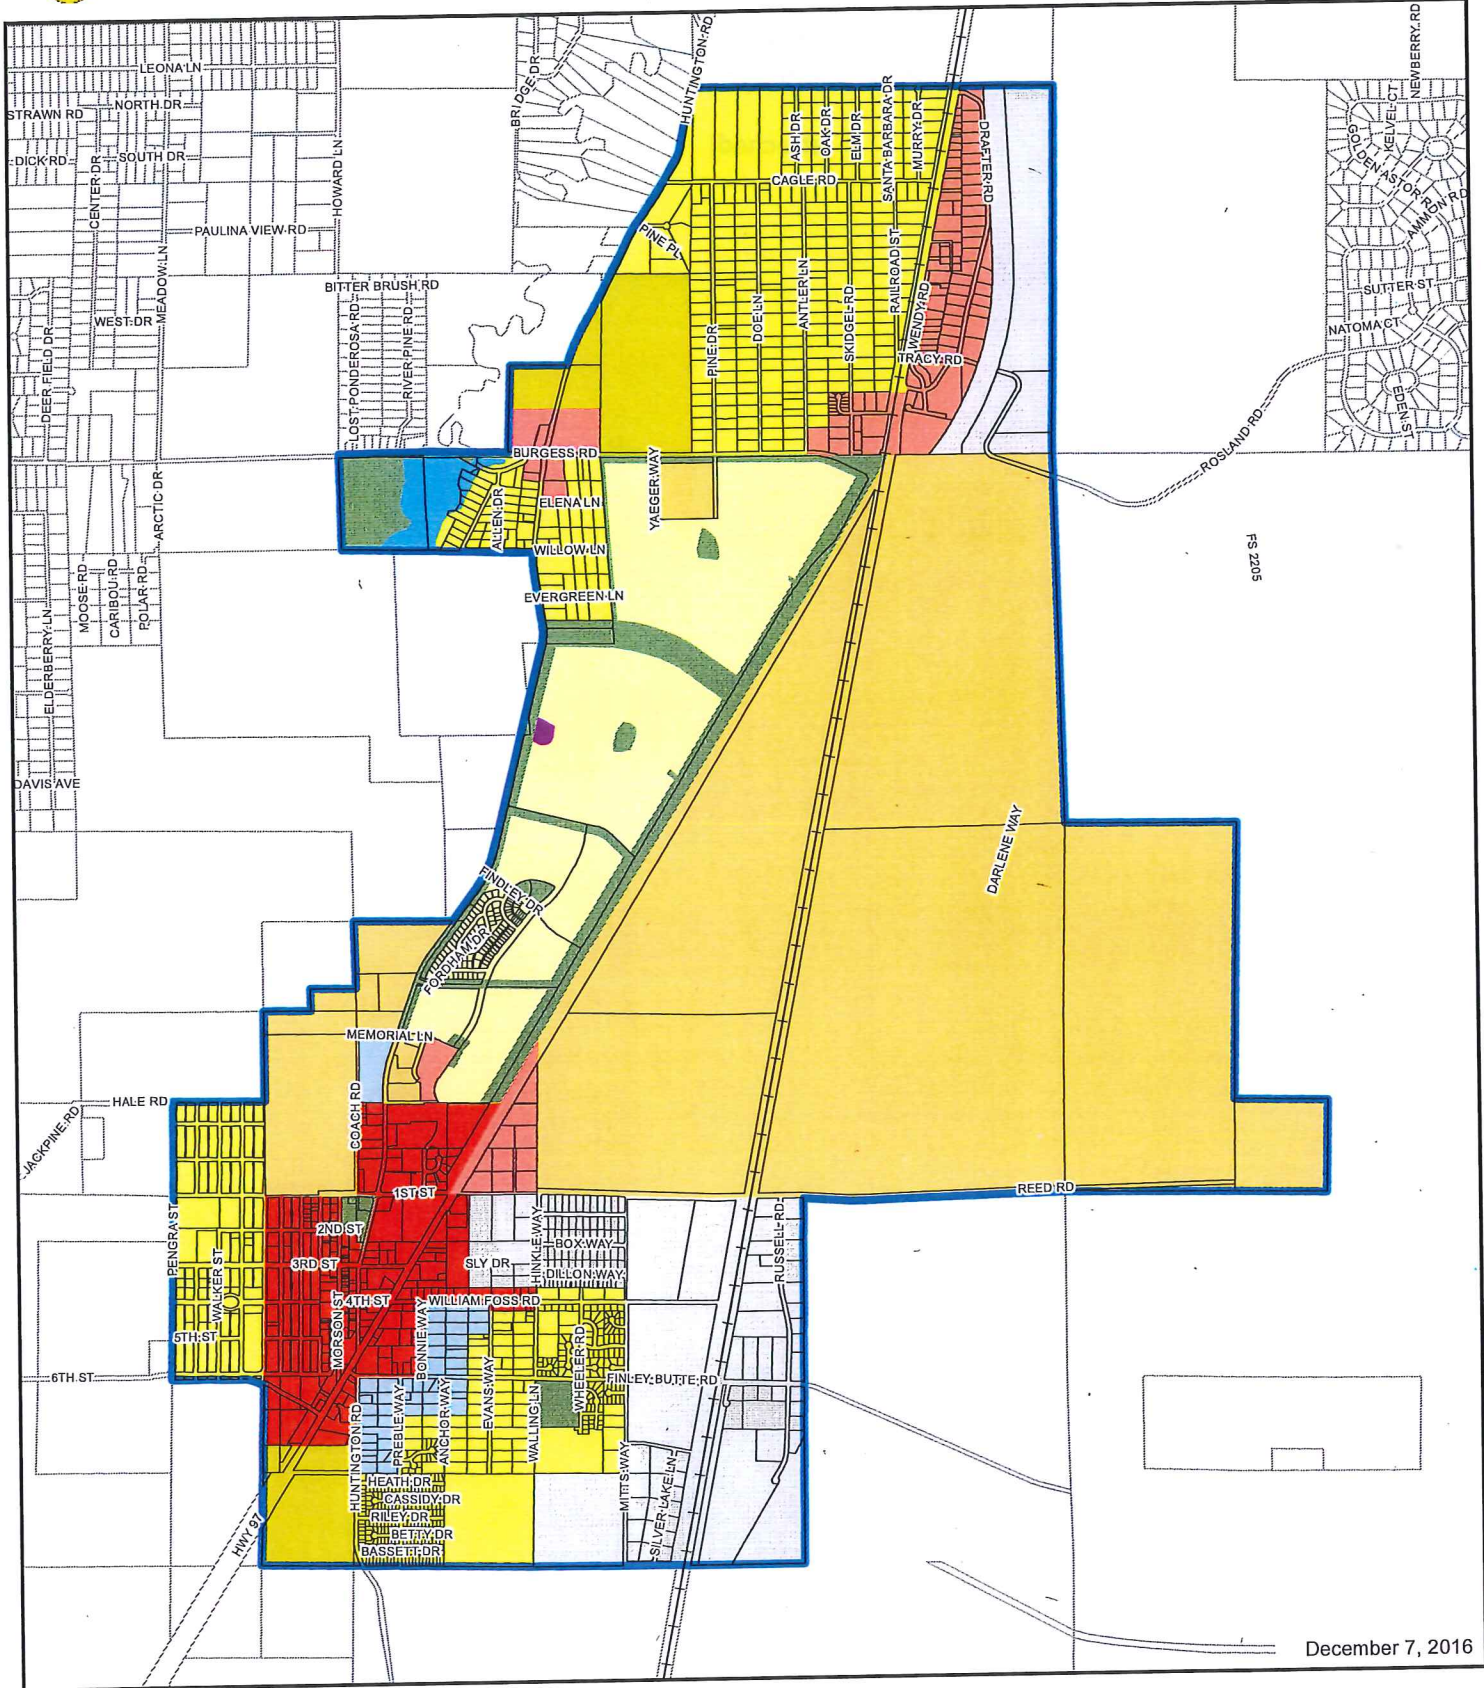 LEONA LN
NORTH DR
STRAWN RD
DICK RD
SOUTH DR
CENTER DR
HOWARD LN
PAULINA VIEW RD
MEADOW LN
BITTER BRUSH RD
WEST DR
DEER FIELD DR
LOST PONDEROSA RD
RIVER PINE RD
BRIDGE DR
HUNTINGTON RD
ASH DR
OAK DR
ELM DR
SANTA BARBARA DR
MURRY DR
DRAFTER RD
CAGLE RD
PINE PL
PINE DR
DOE LN
ANTLER LN
SKIDGEL RD
RAILROAD ST
WENDY RD
TRACY RD
NEWBERRY RD
KELVEL CT
GOLDEN ASTOR R
AMMON RD
SUTTER ST
NATOMA CT
EDEN ST
ROSLAND RD
FS 2205
BURGESS RD
ALLEN DR
ELENA LN
YAEGER WAY
WILLOW LN
EVERGREEN LN
ARCTIC DR
MOOSE RD
CARIBOU RD
POLAR RD
ELDERBERRY LN
DAVIS AVE
DARLENE WAY
FINDLEY DR
FORDHAM DR
MEMORIAL LN
HALE RD
JACKPINE RD
COACH RD
1ST ST
REED RD
PENGRA ST
2ND ST
3RD ST
WALKER ST
4TH ST
5TH ST
6TH ST
MORSON ST
SLY DR
HINKLE WAY
BOX WAY
DILLON WAY
WILLIAM FOSS RD
BONNIE WAY
RUSSELL RD
WHEELER RD
FINLEY BUTTE RD
HUNTINGTON RD
PREBLE WAY
ANCHOR WAY
EVANS WAY
WALLING LN
MITTS WAY
SILVER LAKE LN
HEATH DR
CASSIDY DR
RILEY DR
BETTY DR
BASSETT DR
HWY 97
December 7, 2016